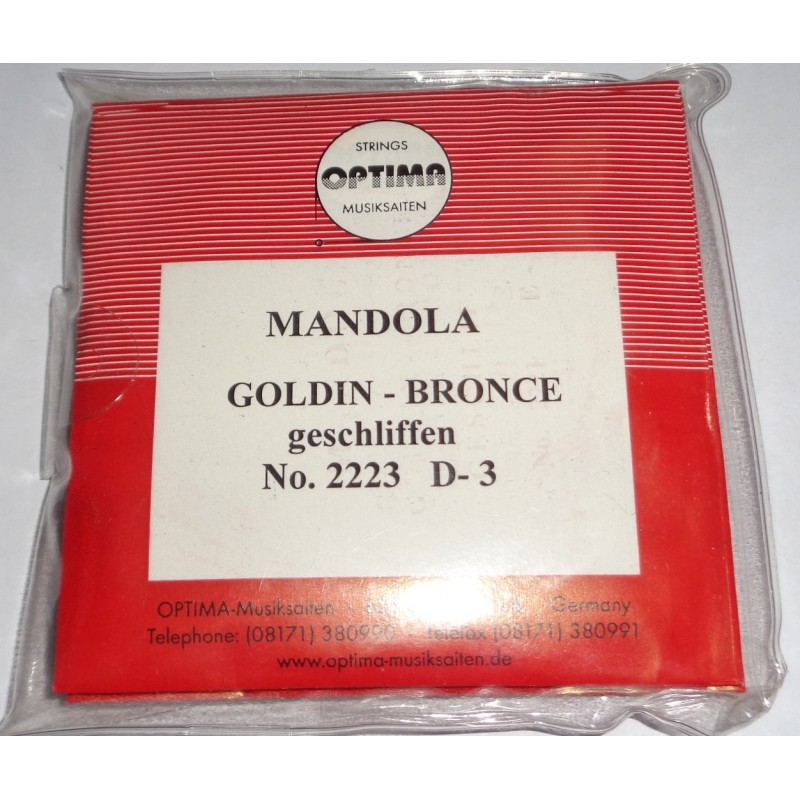 STRINGS
OPTIMA
MUSIKSAITEN
MANDOLA
GOLDIN - BRONCE
geschliffen
No. 2223 D- 3
OPTIMA-Musiksaiten · Germany
Telephone: (08171) 380990 · Telefax (08171) 380991
www.optima-musiksaiten.de